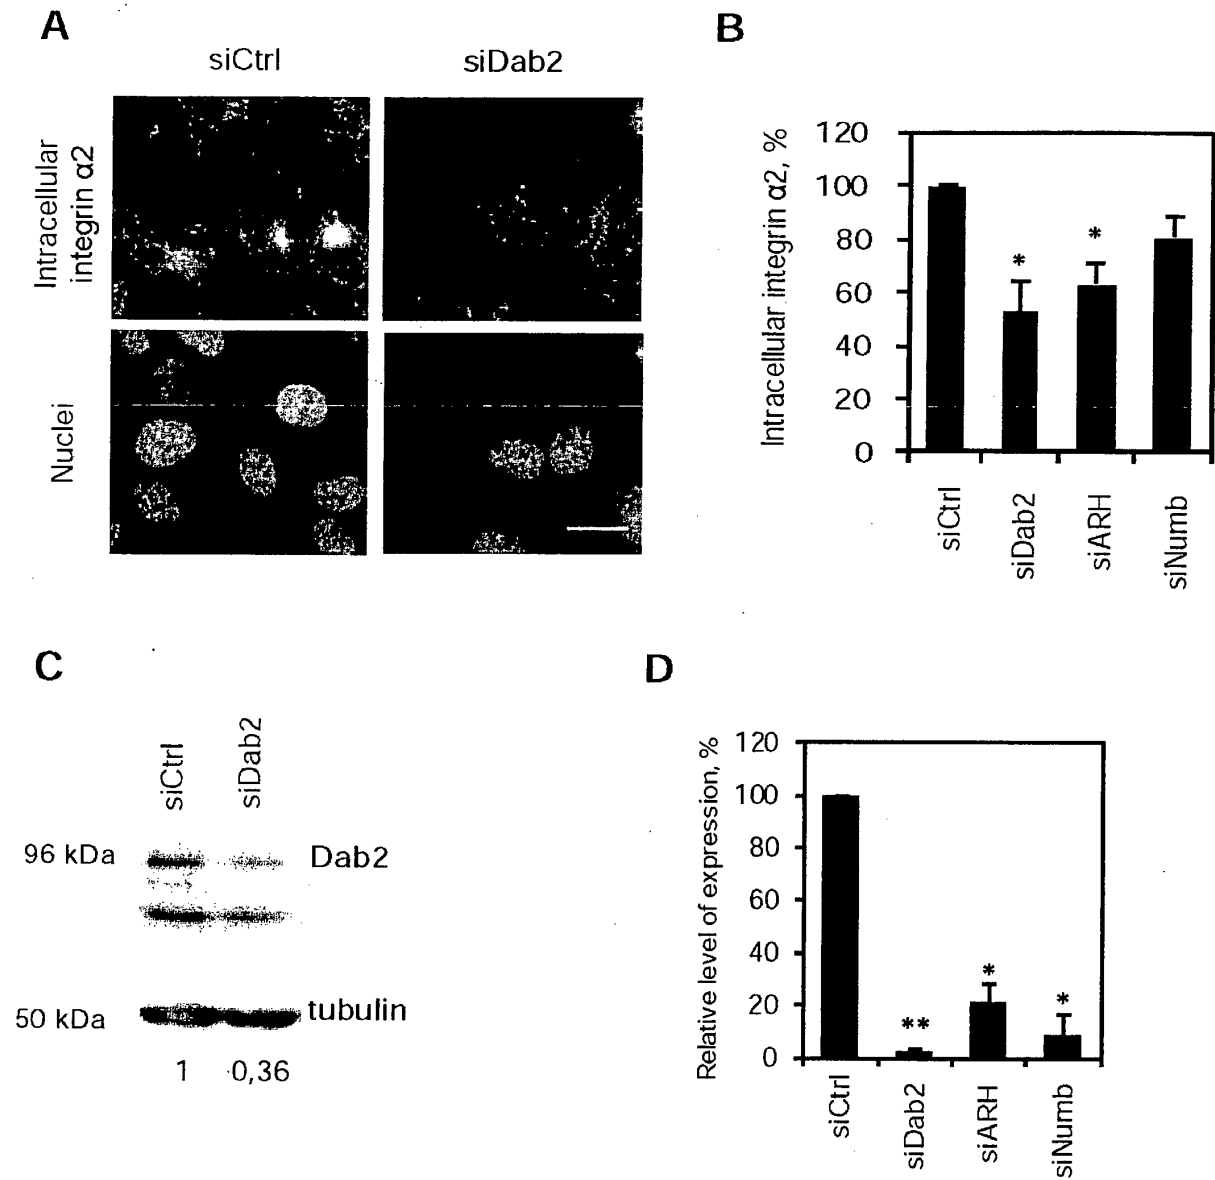 A
siCtrl
siDab2
Intracellular
integrin α2
Nuclei
B
Intracellular integrin α2, %
120
100
80
60
40
20
0
*
*
siCtrl
siDab2
siARH
siNumb
C
siCtrl
siDab2
96 kDa
Dab2
50 kDa
tubulin
1
0,36
D
Relative level of expression, %
120
100
80
60
40
20
0
**
*
*
siCtrl
siDab2
siARH
siNumb